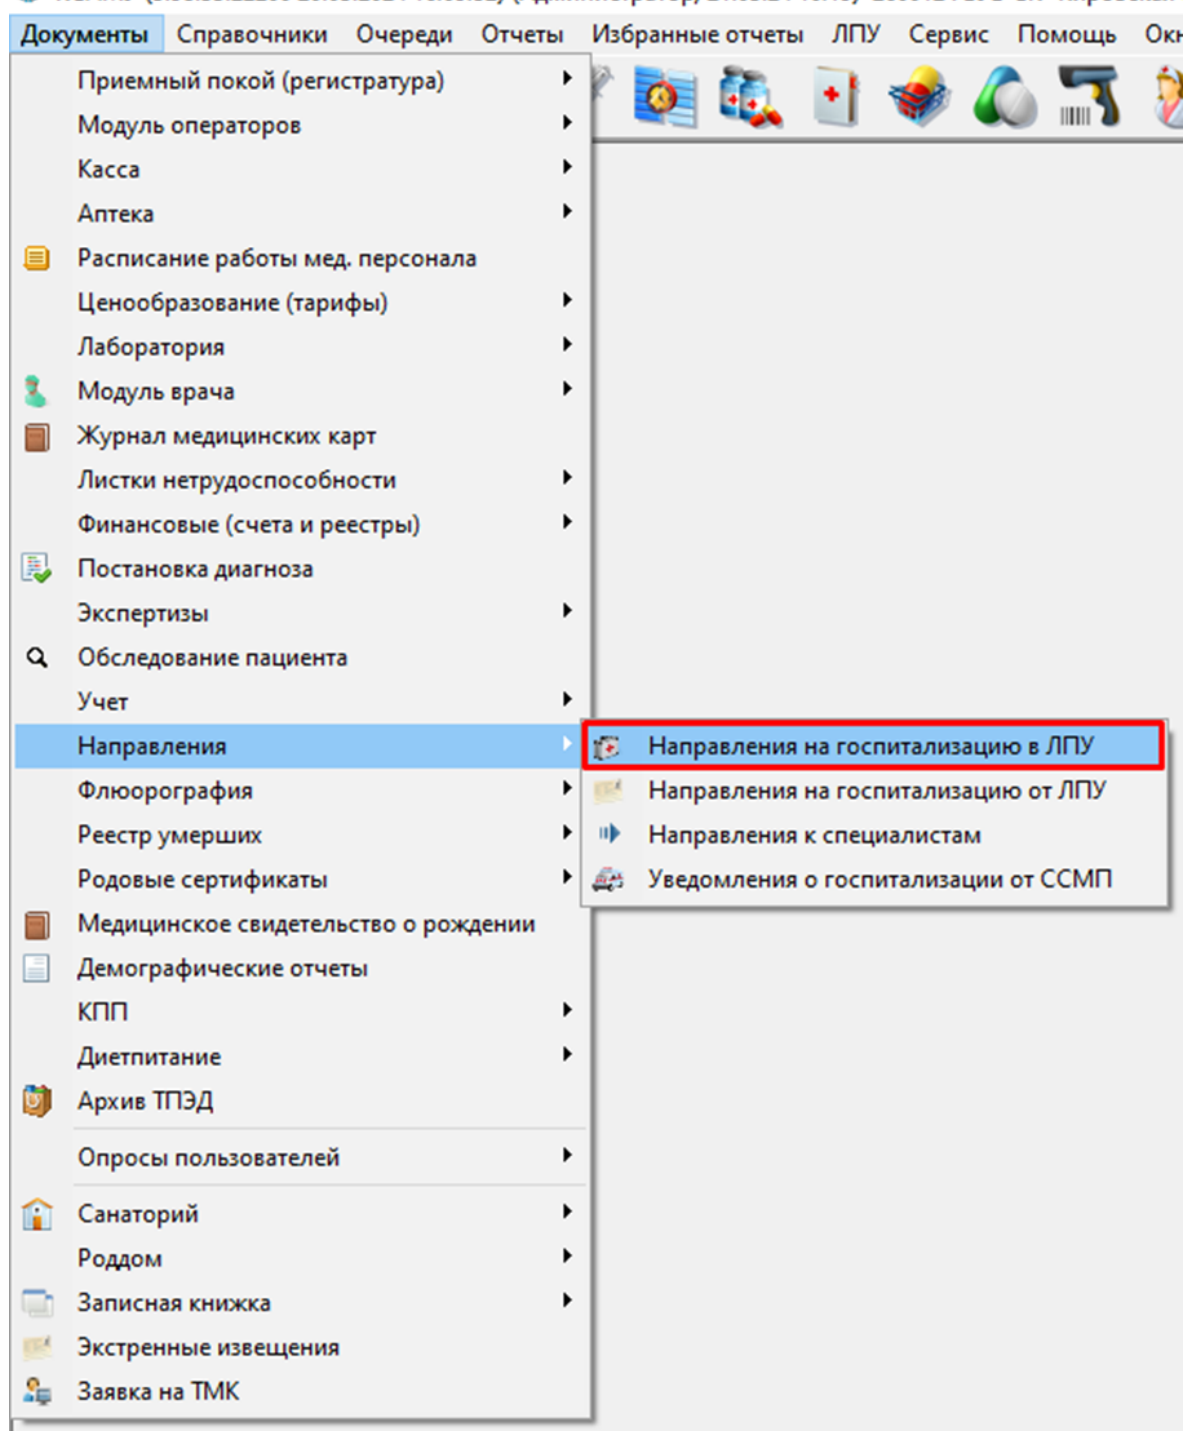 Документы Справочники Очереди Отчеты Избранные отчеты ЛПУ Сервис Помощь
Приемный покой (регистратура)
Модуль операторов
Касса
Аптека
Расписание работы мед. персонала
Ценообразование (тарифы)
Лаборатория
Модуль врача
Журнал медицинских карт
Листки нетрудоспособности
Финансовые (счета и реестры)
Постановка диагноза
Экспертизы
Обследование пациента
Учет
Направления
Направления на госпитализацию в ЛПУ
Флюорография
Направления на госпитализацию от ЛПУ
Реестр умерших
Направления к специалистам
Родовые сертификаты
Уведомления о госпитализации от ССМП
Медицинское свидетельство о рождении
Демографические отчеты
КПП
Диетпитание
Архив ТПЭД
Опросы пользователей
Санаторий
Роддом
Записная книжка
Экстренные извещения
Заявка на ТМК